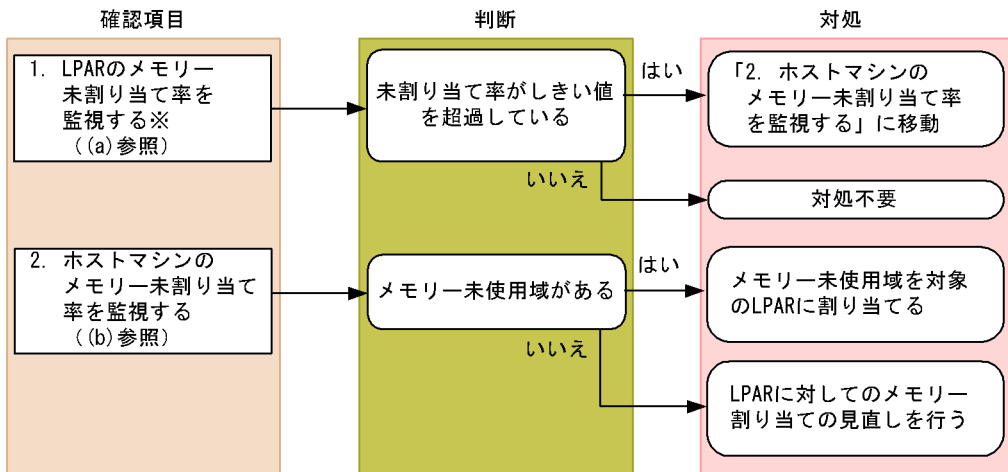 確認項目
判断
対処
1. LPARのメモリー
未割り当て率を
監視する※
((a)参照)
未割り当て率がしきい値
を超過している
はい
「2. ホストマシンの
メモリー未割り当て率
を監視する」に移動
いいえ
対処不要
2. ホストマシンの
メモリー未割り当て
率を監視する
((b)参照)
メモリー未使用域がある
はい
メモリー未使用域を対象
のLPARに割り当てる
いいえ
LPARに対してのメモリー
割り当ての見直しを行う